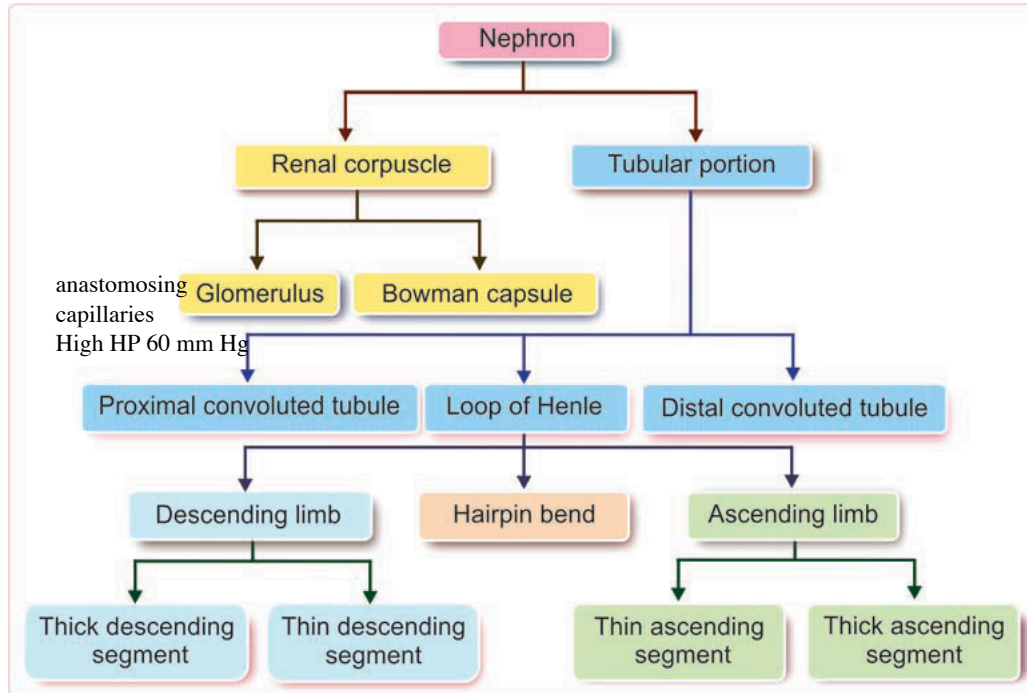 Nephron
Renal corpuscle
Tubular portion
anastomosing
capillaries
High HP 60 mm Hg
Glomerulus
Bowman capsule
Proximal convoluted tubule
Loop of Henle
Distal convoluted tubule
Descending limb
Hairpin bend
Ascending limb
Thick descending
segment
Thin descending
segment
Thin ascending
segment
Thick ascending
segment